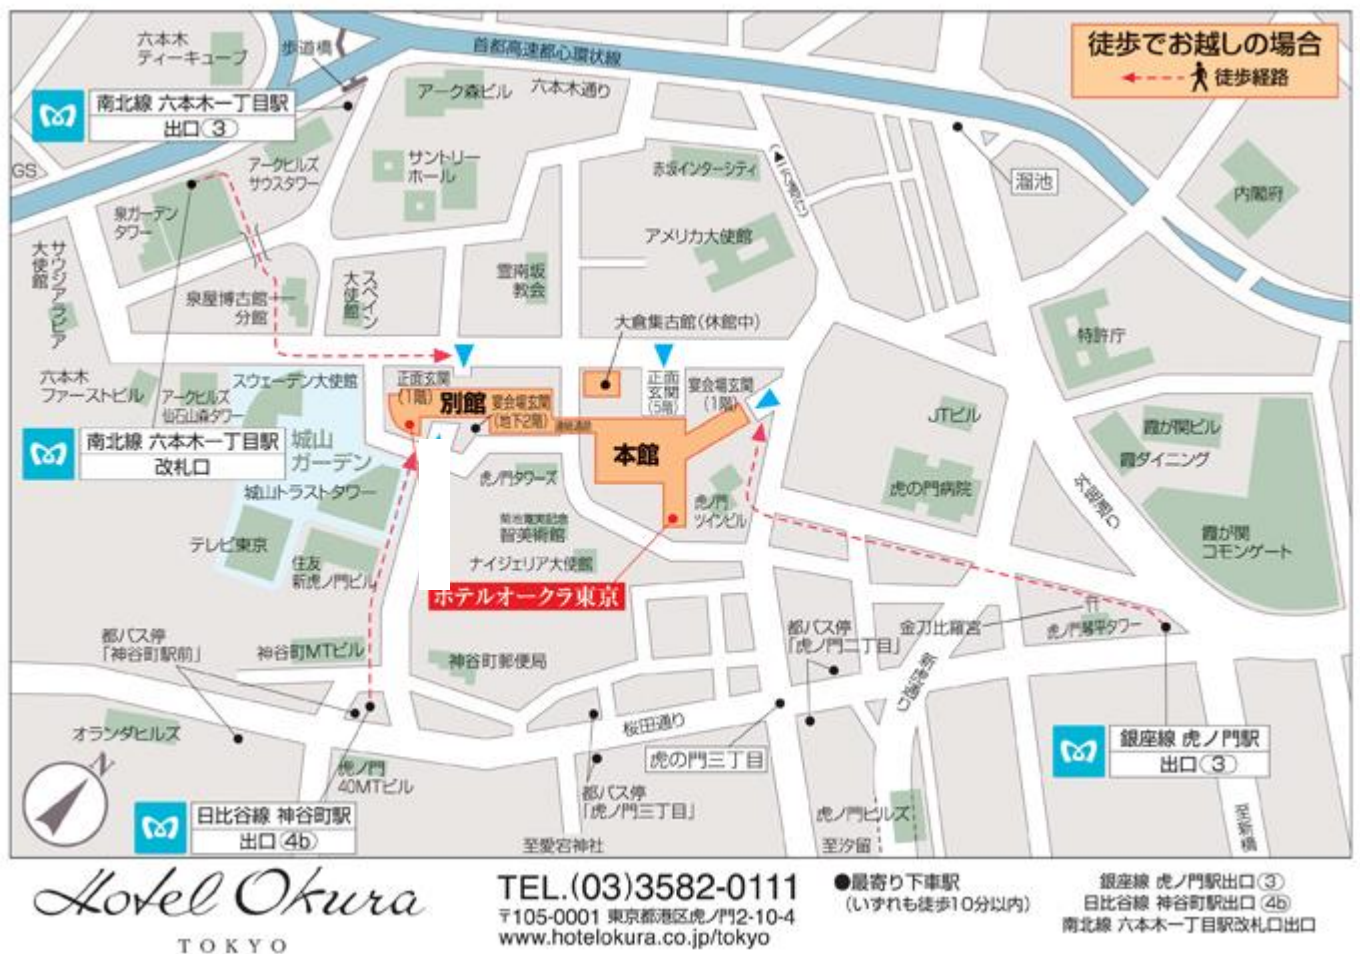 六本木
ティーキューブ
歩道橋
首都高速都心環状線
徒歩でお越しの場合
徒歩経路
南北線 六本木一丁目駅
出口③
アーク森ビル
六本木通り
GS
アークヒルズ
サウスタワー
サントリー
ホール
赤坂インターシティ
溜池
内閣府
泉ガーデン
タワー
サウジアラビア
大使館
アメリカ大使館
霊南坂
教会
スペイン
大使館
泉屋博古館
分館
大倉集古館(休館中)
特許庁
六本木
ファーストビル
アークヒルズ
仙石山森タワー
スウェーデン大使館
正面玄関
(1階)
別館
宴会場玄関
(地下2階)
正面
玄関
(5階)
宴会場玄関
(1階)
JTビル
霞が関ビル
霞ダイニング
南北線 六本木一丁目駅
改札口
城山
ガーデン
本館
城山トラストタワー
虎ノ門タワーズ
虎ノ門
ツインビル
虎の門病院
外堀通り
智美術館
霞が関
コモンゲート
テレビ東京
住友
新虎ノ門ビル
ナイジェリア大使館
ホテルオークラ東京
都バス停
「神谷町駅前」
神谷町MTビル
神谷町郵便局
都バス停
「虎ノ門二丁目」
金刀比羅宮
虎ノ門琴平タワー
新虎通り
オランダヒルズ
桜田通り
虎の門三丁目
銀座線 虎ノ門駅
出口③
N
虎ノ門
40MTビル
都バス停
「虎ノ門三丁目」
虎ノ門ヒルズ
至新橋
日比谷線 神谷町駅
出口④b
至愛宕神社
至汐留
Hotel Okura
TOKYO
TEL.(03)3582-0111
〒105-0001 東京都港区虎ノ門2-10-4
www.hotelokura.co.jp/tokyo
●最寄り下車駅
(いずれも徒歩10分以内)
銀座線 虎ノ門駅出口③
日比谷線 神谷町駅出口④b
南北線 六本木一丁目駅改札口出口